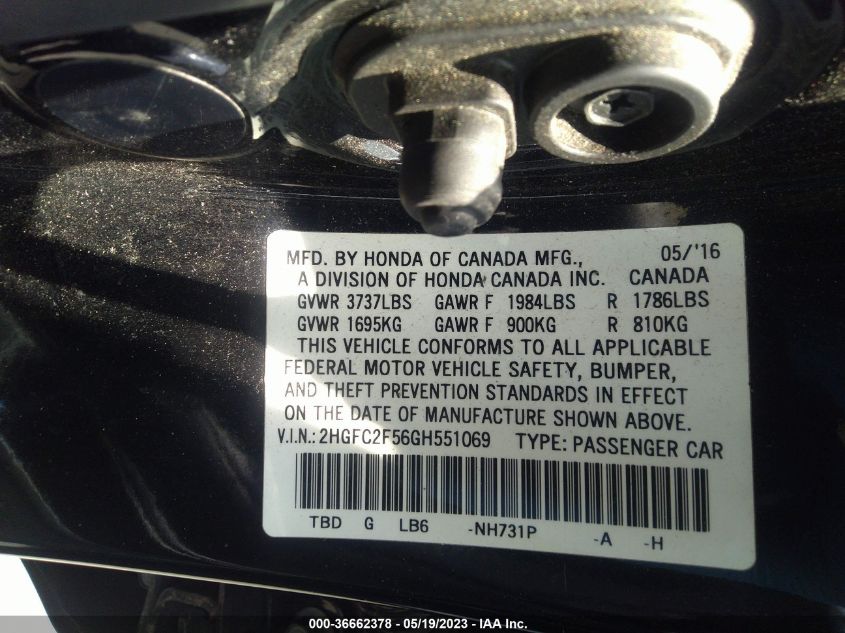 MFD. BY HONDA OF CANADA MFG., 05/'16
A DIVISION OF HONDA CANADA INC. CANADA
GVWR 3737LBS GAWR F 1984LBS R 1786LBS
GVWR 1695KG GAWR F 900KG R 810KG
THIS VEHICLE CONFORMS TO ALL APPLICABLE
FEDERAL MOTOR VEHICLE SAFETY, BUMPER,
AND THEFT PREVENTION STANDARDS IN EFFECT
ON THE DATE OF MANUFACTURE SHOWN ABOVE.
V.I.N.: 2HGFC2F56GH551069 TYPE: PASSENGER CAR
TBD G LB6 -NH731P -A -H
000-36662378 - 05/19/2023 - IAA Inc.